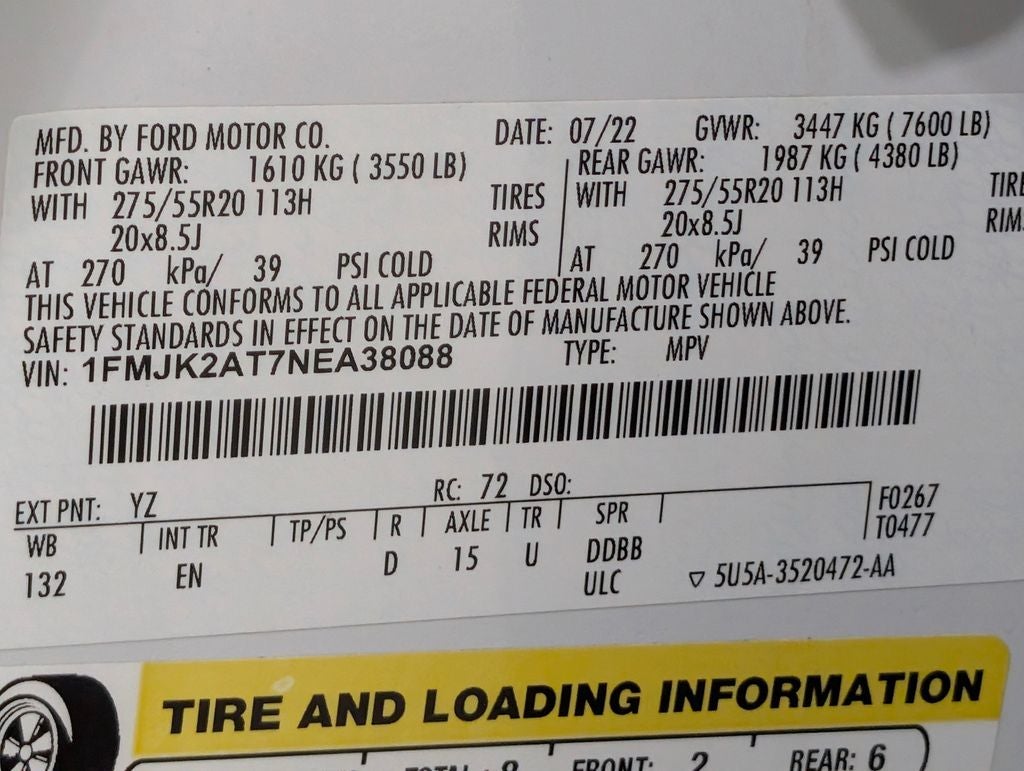 MFD. BY FORD MOTOR CO. DATE: 07/22 GVWR: 3447 KG ( 7600 LB)
FRONT GAWR: 1610 KG ( 3550 LB) REAR GAWR: 1987 KG ( 4380 LB)
WITH 275/55R20 113H TIRES WITH 275/55R20 113H TIRE
20x8.5J RIMS 20x8.5J RIM
AT 270 kPa/ 39 PSI COLD AT 270 kPa/ 39 PSI COLD
THIS VEHICLE CONFORMS TO ALL APPLICABLE FEDERAL MOTOR VEHICLE
SAFETY STANDARDS IN EFFECT ON THE DATE OF MANUFACTURE SHOWN ABOVE.
VIN: 1FMJK2AT7NEA38088 TYPE: MPV
EXT PNT: YZ RC: 72 DSO: F0267
WB INT TR TP/PS R AXLE TR SPR T0477
132 EN D 15 U DDBB
ULC ▽ 5U5A-3520472-AA
TIRE AND LOADING INFORMATION
TOTAL: 8 FRONT: 2 REAR: 6